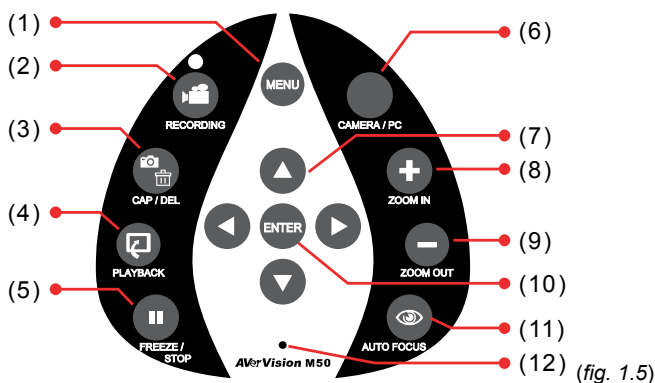 (1)
(2)
(3)
(4)
(5)
MENU
RECORDING
CAP / DEL
PLAYBACK
FREEZE /
STOP
ENTER
CAMERA / PC
ZOOM IN
ZOOM OUT
AUTO FOCUS
AVerVision M50
(6)
(7)
(8)
(9)
(10)
(11)
(12)
(fig. 1.5)